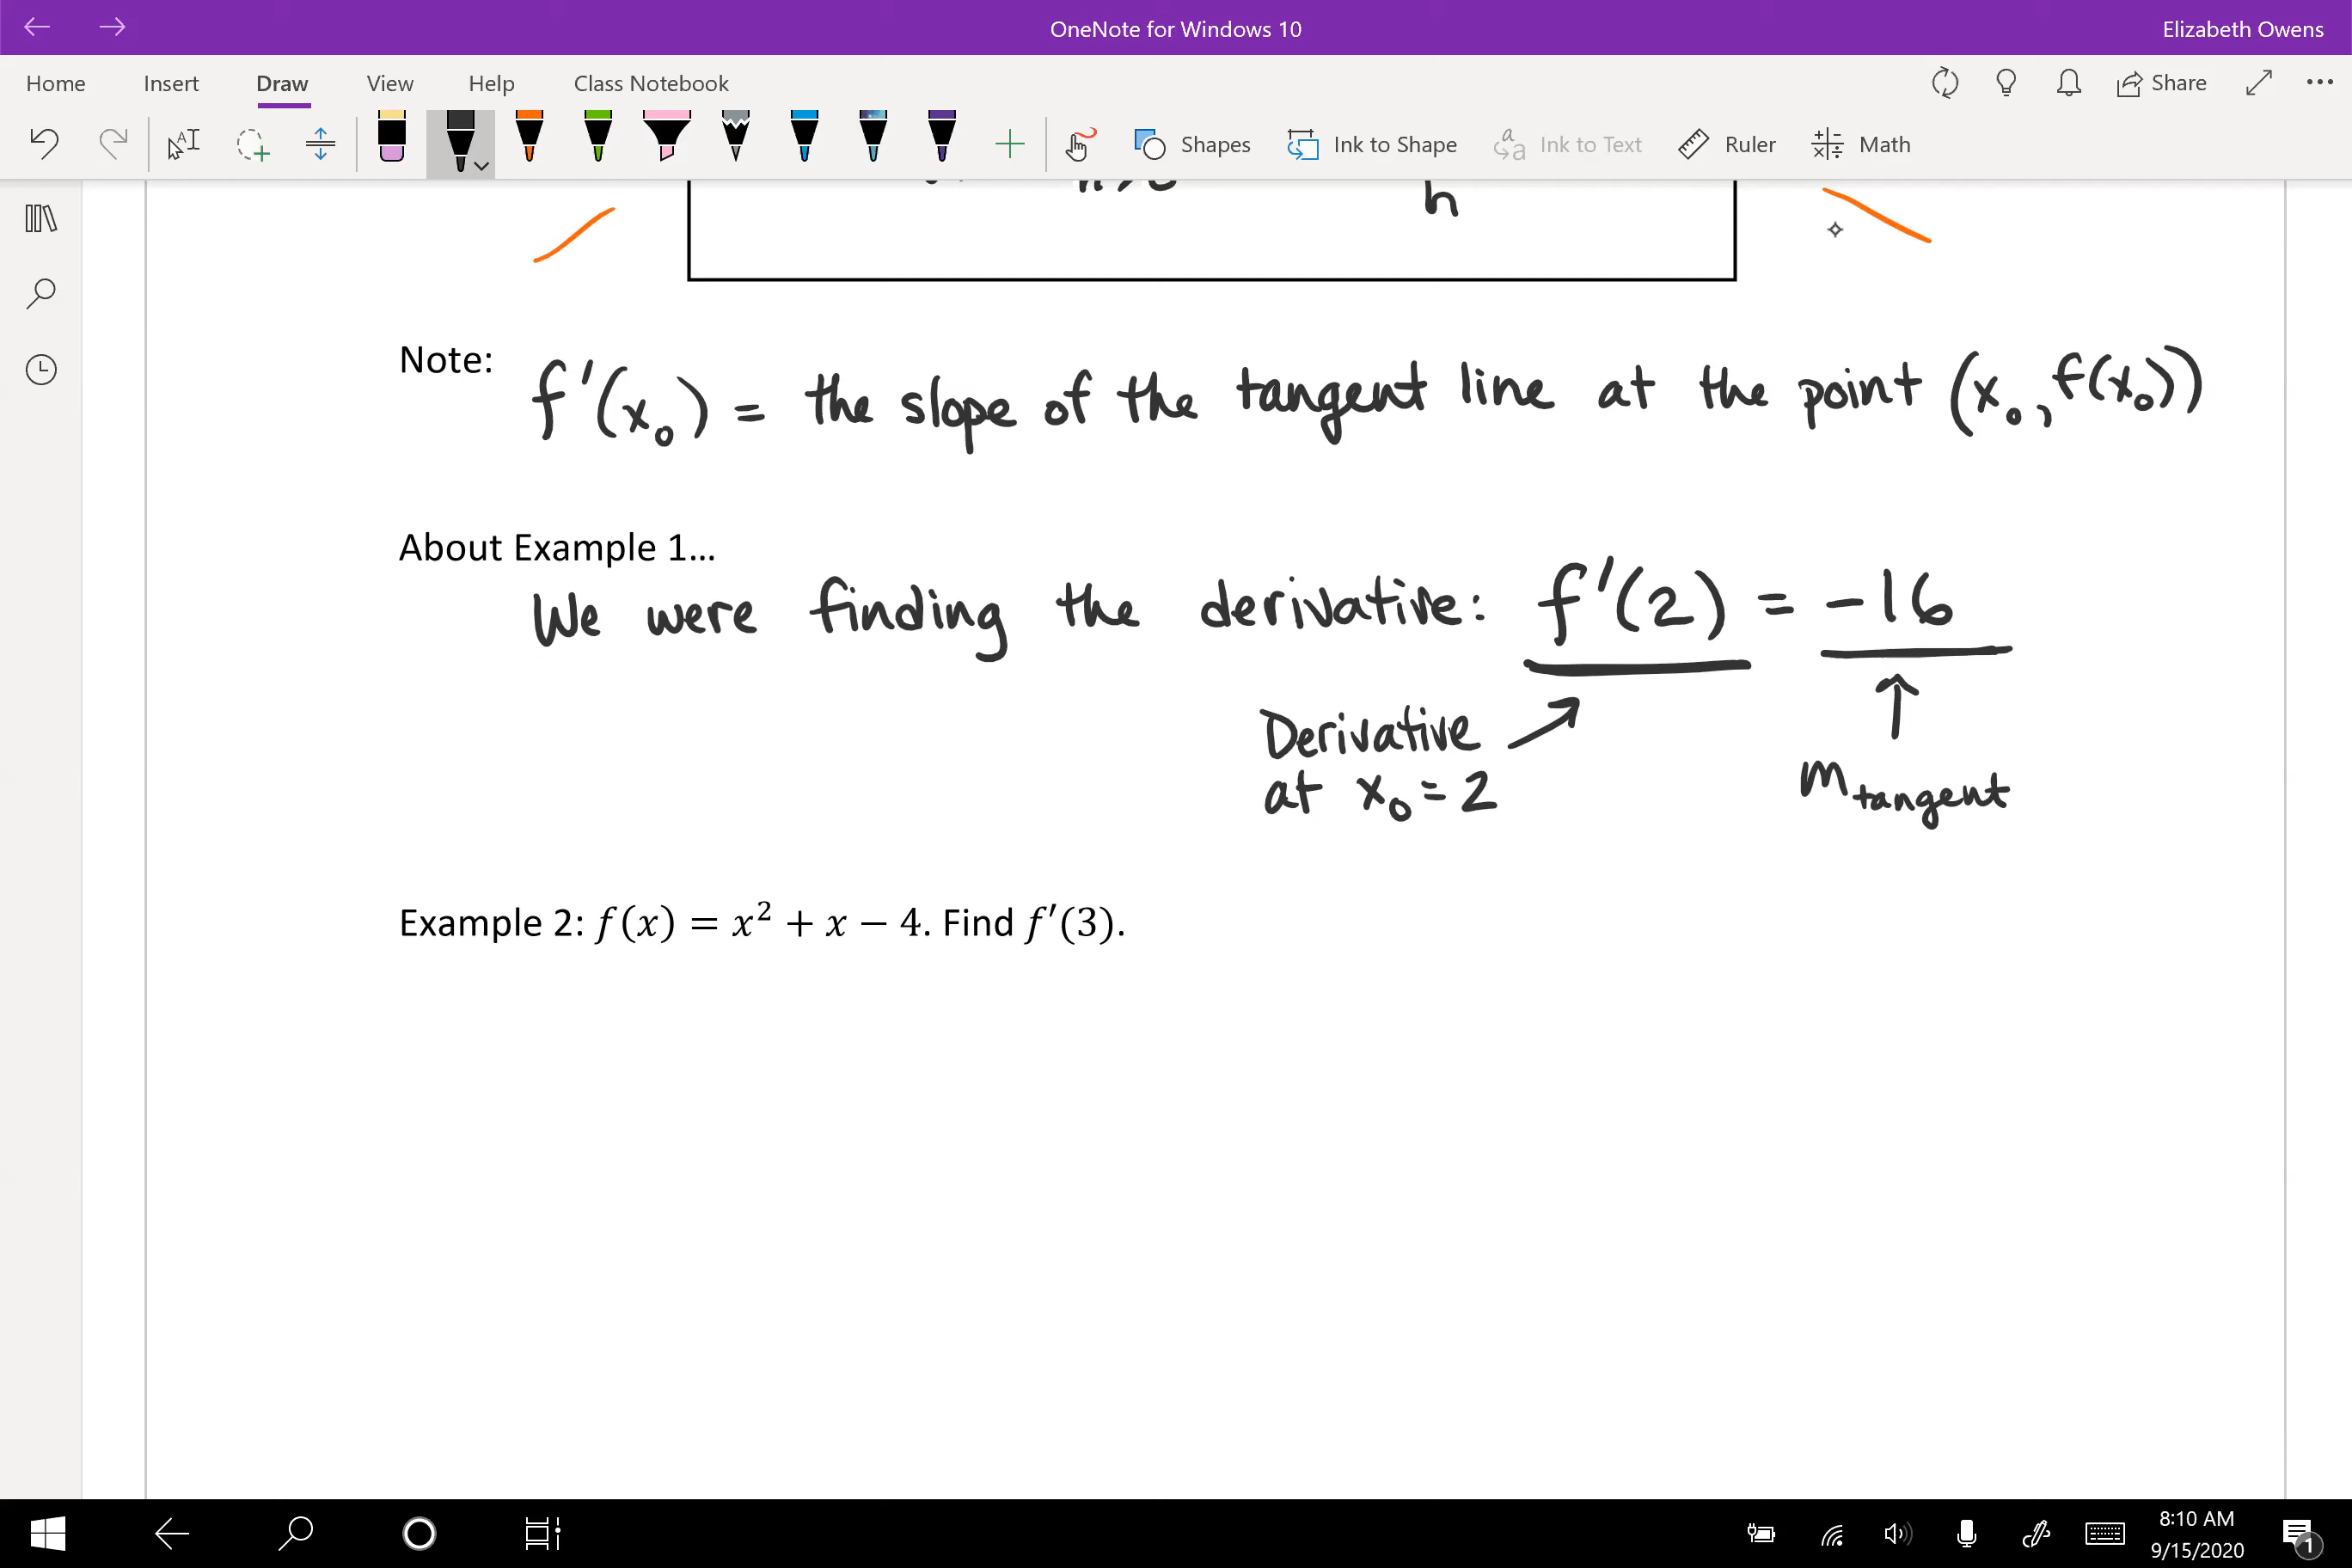 OneNote for Windows 10
Elizabeth Owens
Home Insert Draw View Help Class Notebook
Share
Shapes Ink to Shape Ink to Text Ruler Math
h
Note: f'(x₀) = the slope of the tangent line at the point (x₀, f(x₀))
About Example 1...
We were finding the derivative: f'(2) = -16
Derivative
at x₀ = 2
m tangent
Example 2: f(x) = x² + x − 4. Find f′(3).
8:10 AM
9/15/2020
1